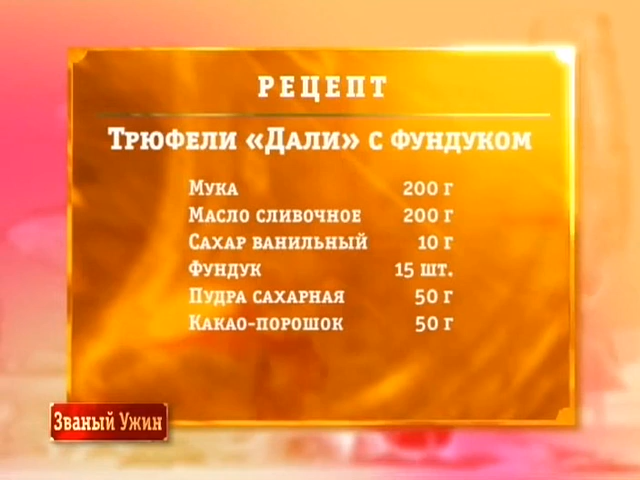 РЕЦЕПТ
ТРЮФЕЛИ «ДАЛИ» С ФУНДУКОМ
МУКА 200 Г
МАСЛО СЛИВОЧНОЕ 200 Г
САХАР ВАНИЛЬНЫЙ 10 Г
ФУНДУК 15 ШТ.
ПУДРА САХАРНАЯ 50 Г
КАКАО-ПОРОШОК 50 Г
Званый Ужин